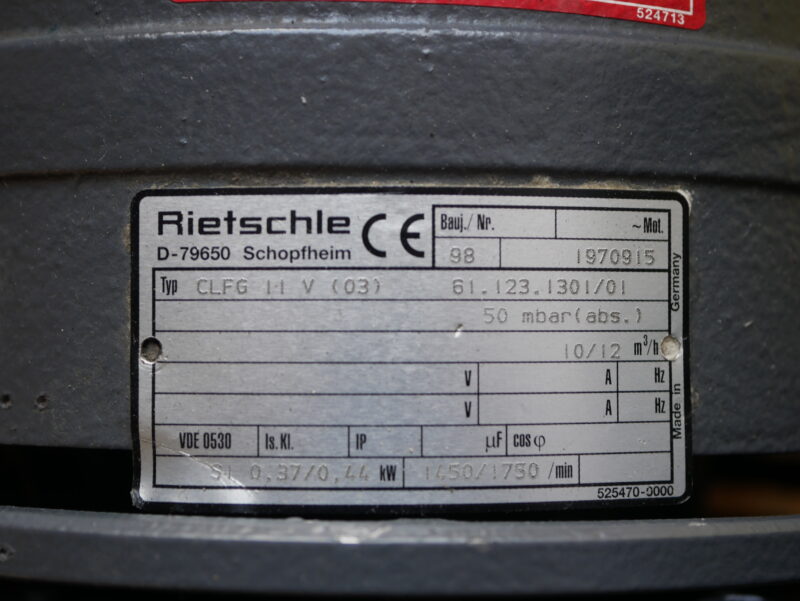 524713
Rietschle CE
D-79650 Schopfheim
Bauj./ Nr. ~Mot.
98 1970915
Typ CLFG 11 V (03) 61.123.1301/01
50 mbar(abs.)
10/12 m³/h
V A Hz
V A Hz
VDE 0530 Is. Kl. IP µF cos φ
S1 0,37/0,44 kW 1450/1750 /min
525470-0000
Made in Germany